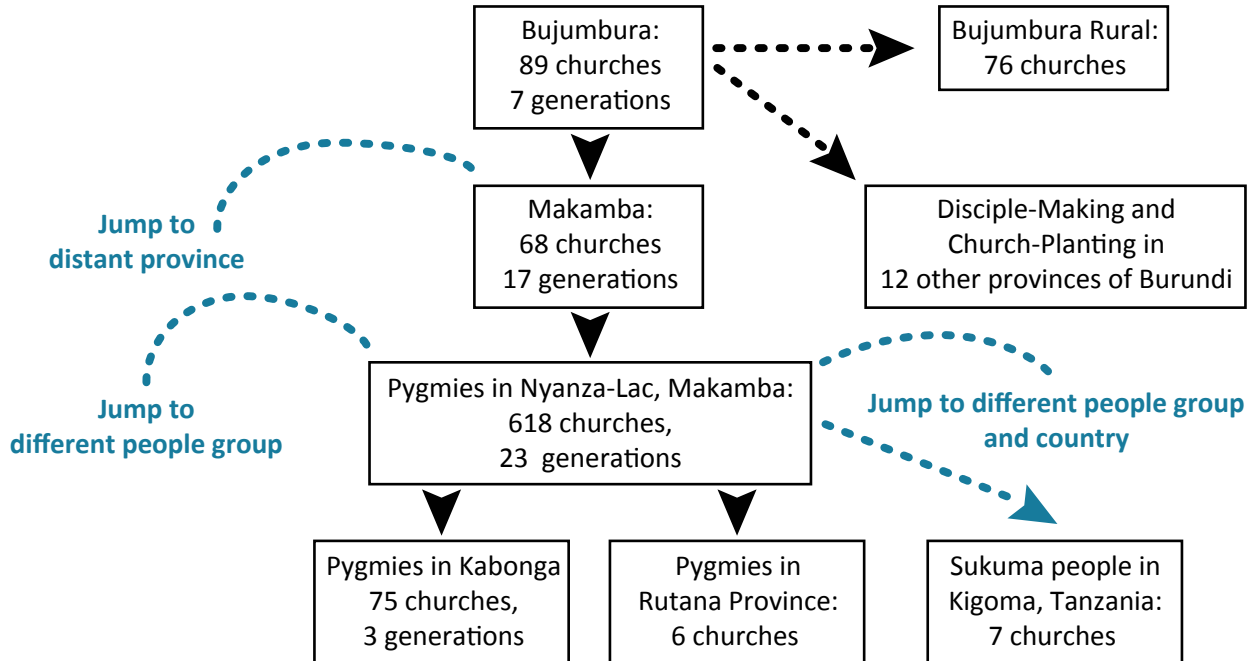 Bujumbura:
89 churches
7 generations
Bujumbura Rural:
76 churches
Jump to
distant province
Makamba:
68 churches
17 generations
Disciple-Making and
Church-Planting in
12 other provinces of Burundi
Jump to
different people group
Pygmies in Nyanza-Lac, Makamba:
618 churches,
23 generations
Jump to different people group
and country
Pygmies in Kabonga
75 churches,
3 generations
Pygmies in
Rutana Province:
6 churches
Sukuma people in
Kigoma, Tanzania:
7 churches